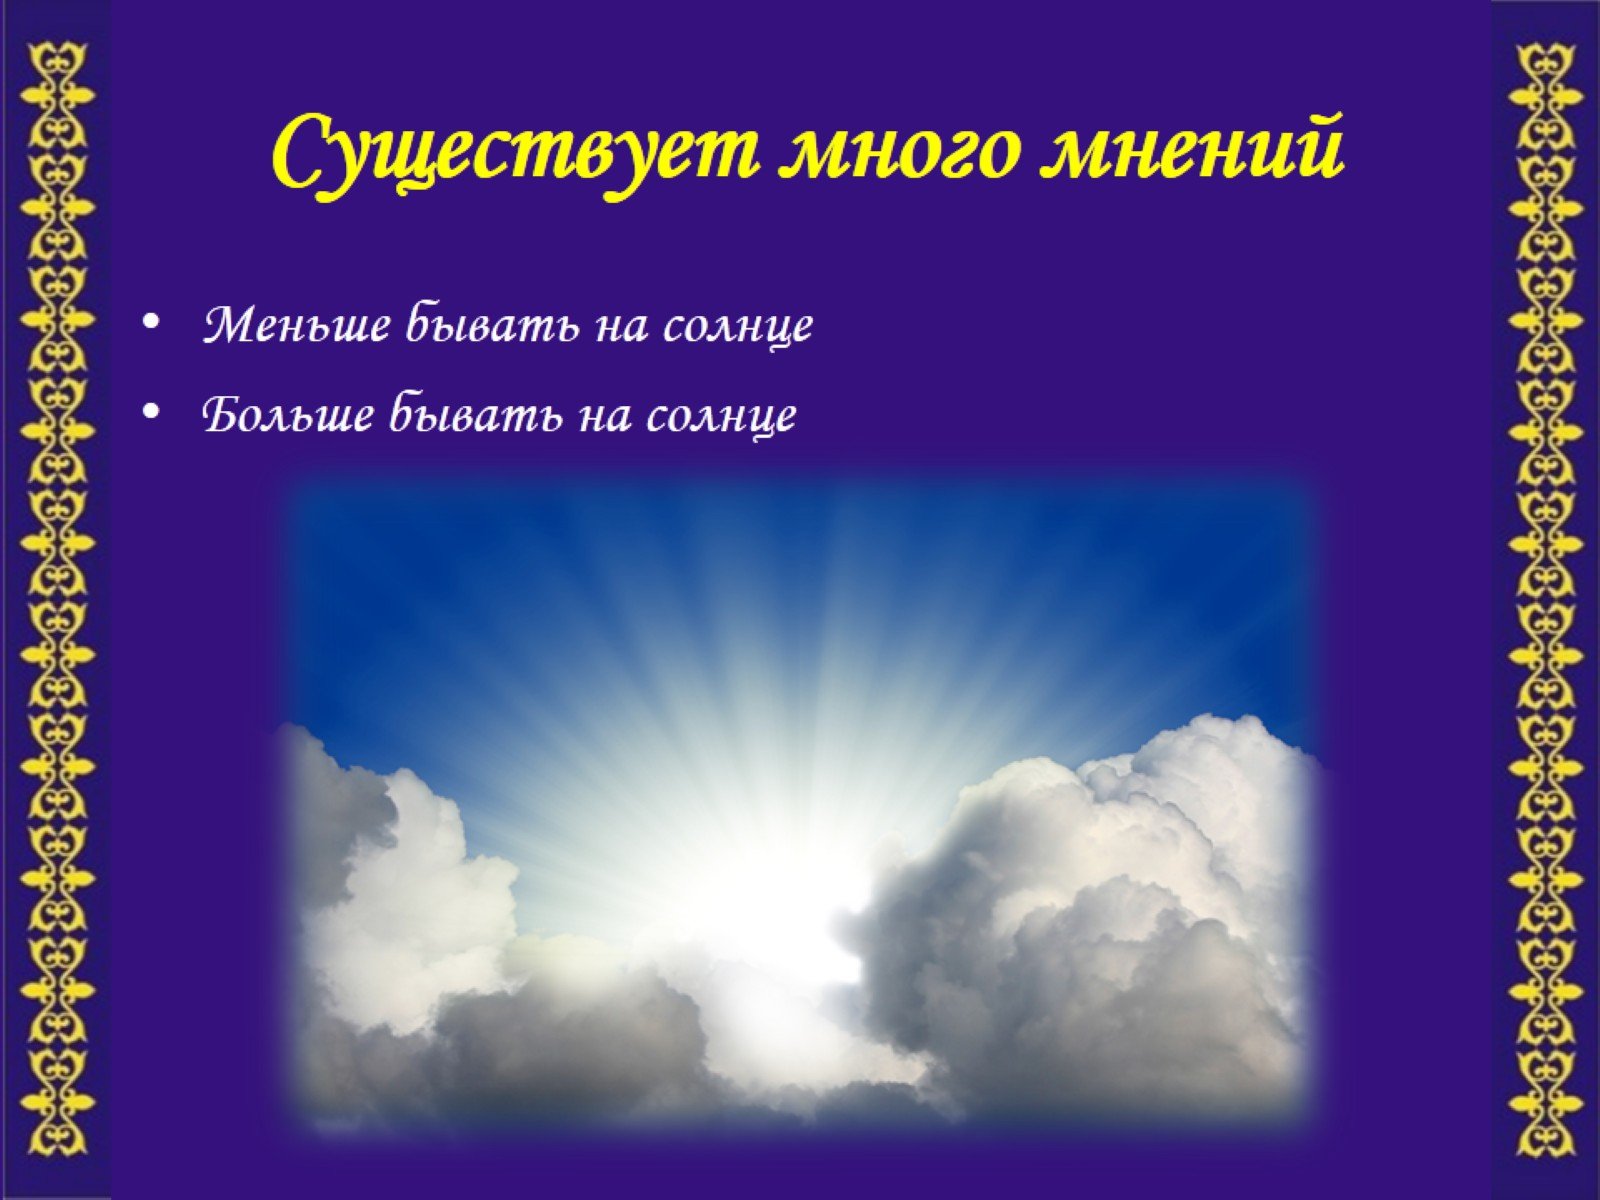 Существует много мнений
• Меньше бывать на солнце
• Больше бывать на солнце